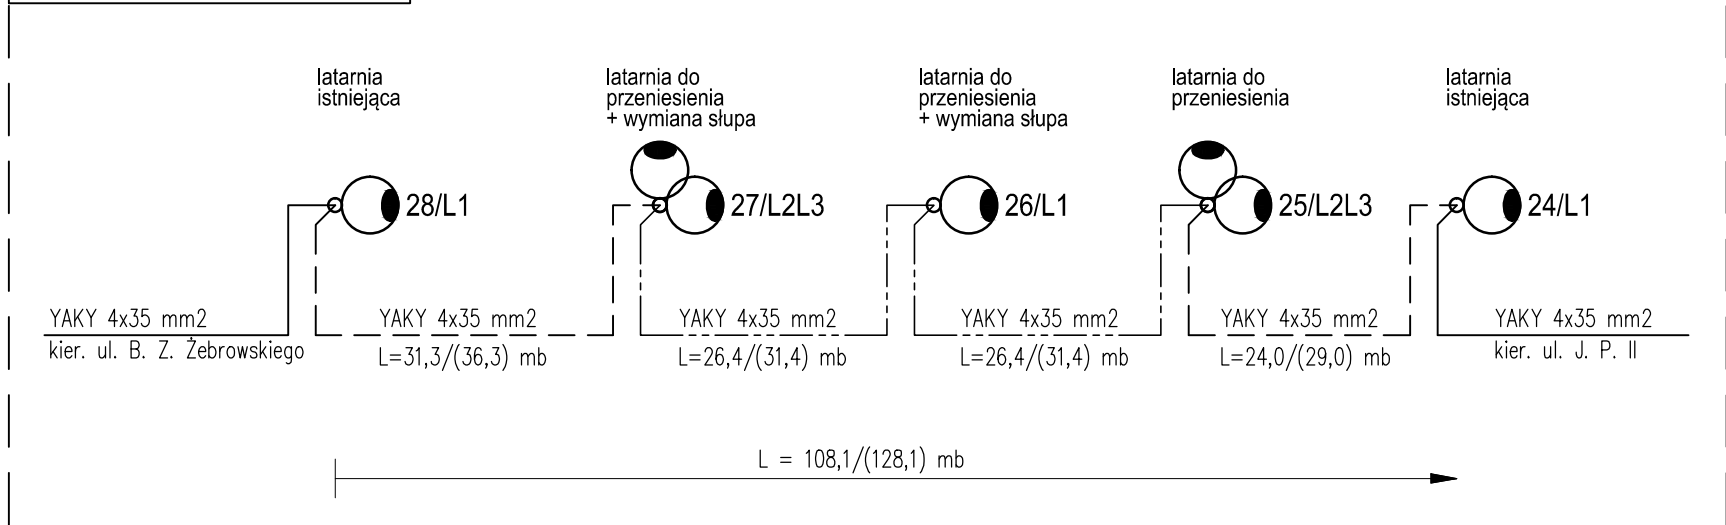 latarnia
istniejąca
latarnia do
przeniesienia
+ wymiana słupa
latarnia do
przeniesienia
+ wymiana słupa
latarnia do
przeniesienia
latarnia
istniejąca
28/L1
27/L2L3
26/L1
25/L2L3
24/L1
YAKY 4x35 mm2
kier. ul. B. Z. Żebrowskiego
YAKY 4x35 mm2
L=31,3/(36,3) mb
YAKY 4x35 mm2
L=26,4/(31,4) mb
YAKY 4x35 mm2
L=26,4/(31,4) mb
YAKY 4x35 mm2
L=24,0/(29,0) mb
YAKY 4x35 mm2
kier. ul. J. P. II
L = 108,1/(128,1) mb